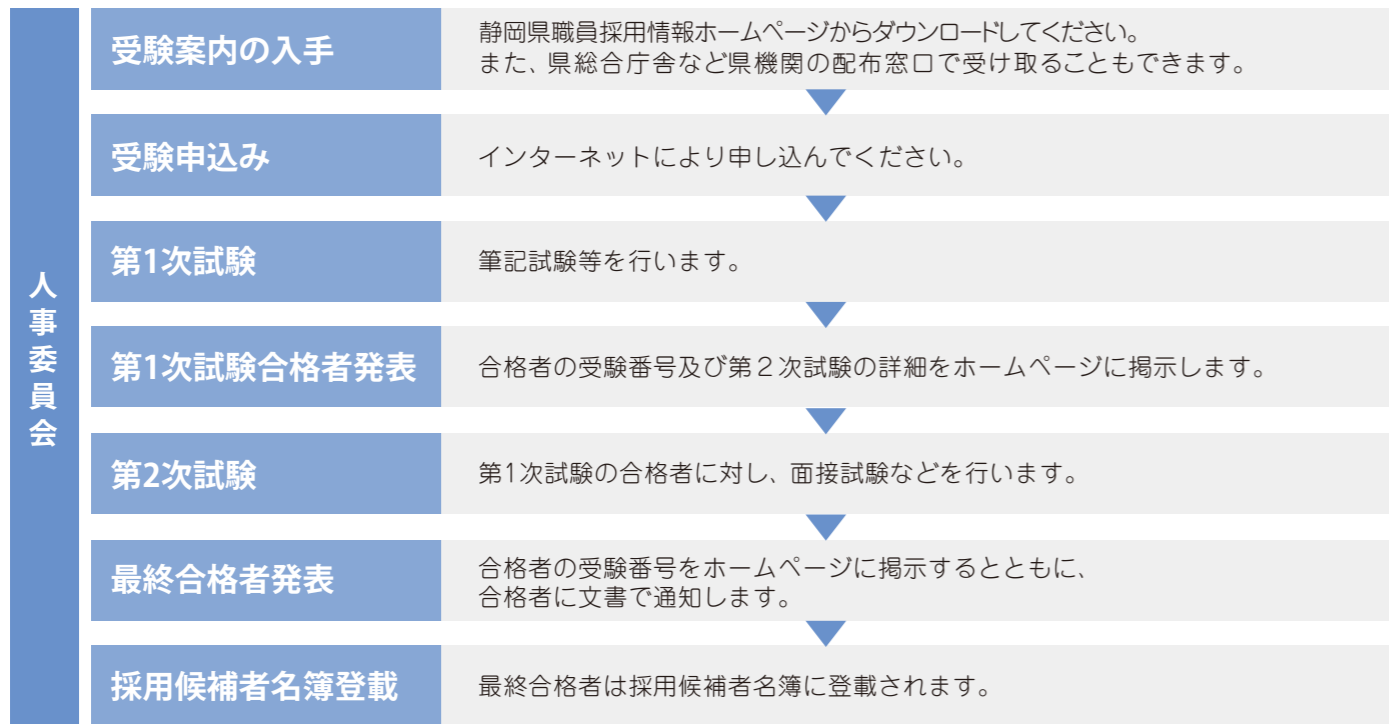 人事委員会
受験案内の入手
静岡県職員採用情報ホームページからダウンロードしてください。
また、県総合庁舎など県機関の配布窓口で受け取ることもできます。
受験申込み
インターネットにより申し込んでください。
第1次試験
筆記試験等を行います。
第1次試験合格者発表
合格者の受験番号及び第２次試験の詳細をホームページに掲示します。
第2次試験
第1次試験の合格者に対し、面接試験などを行います。
最終合格者発表
合格者の受験番号をホームページに掲示するとともに、
合格者に文書で通知します。
採用候補者名簿登載
最終合格者は採用候補者名簿に登載されます。